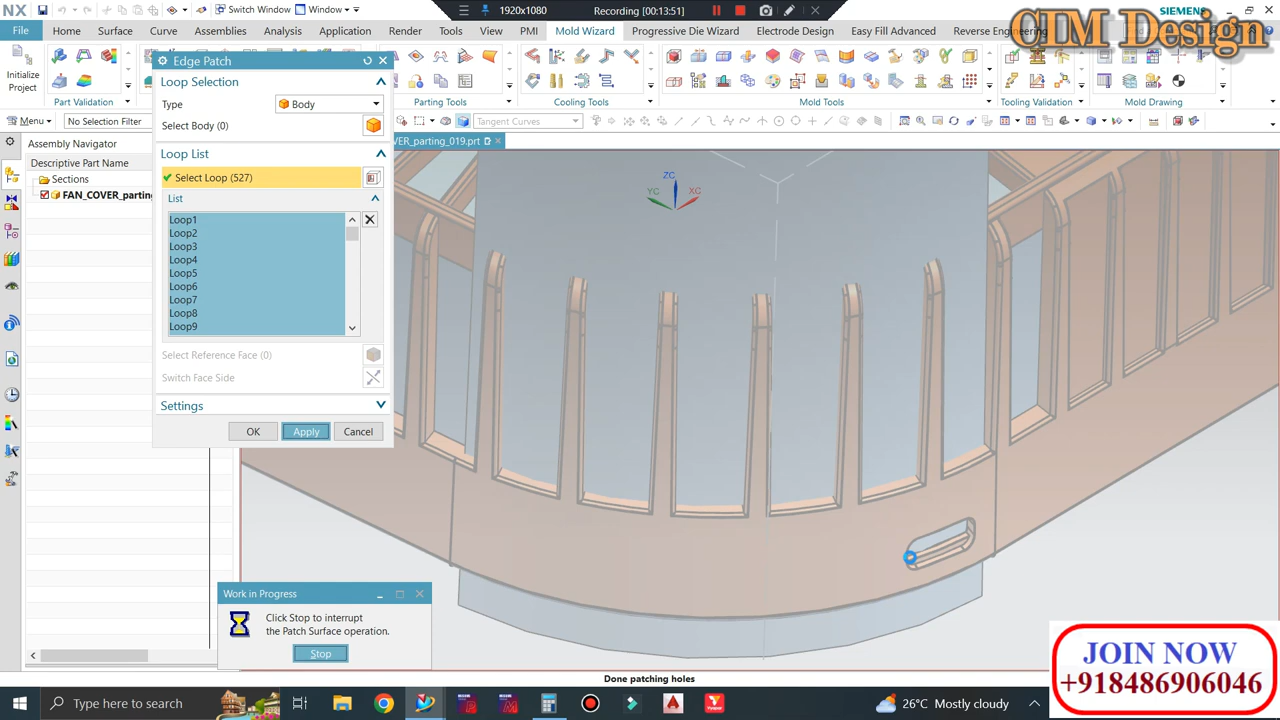 NX
Switch Window
Window
1920x1080
Recording [00:13:51]
SIEMENS
CIM Design
File
Home
Surface
Curve
Assemblies
Analysis
Application
Render
Tools
View
PMI
Mold Wizard
Progressive Die Wizard
Electrode Design
Easy Fill Advanced
Reverse Engineering
Initialize
Project
Edge Patch
Part Validation
Parting Tools
Cooling Tools
Mold Tools
Tooling Validation
Mold Drawing
Menu
No Selection Filter
Tangent Curves
Loop Selection
Type
Body
Select Body (0)
Assembly Navigator
Descriptive Part Name
Sections
FAN_COVER_parting
OVER_parting_019.prt
Loop List
Select Loop (527)
List
Loop1
Loop2
Loop3
Loop4
Loop5
Loop6
Loop7
Loop8
Loop9
Select Reference Face (0)
Switch Face Side
Settings
OK
Apply
Cancel
ZC
YC
XC
Work in Progress
Click Stop to interrupt
the Patch Surface operation.
Stop
Done patching holes
JOIN NOW
+918486906046
Type here to search
26°C Mostly cloudy